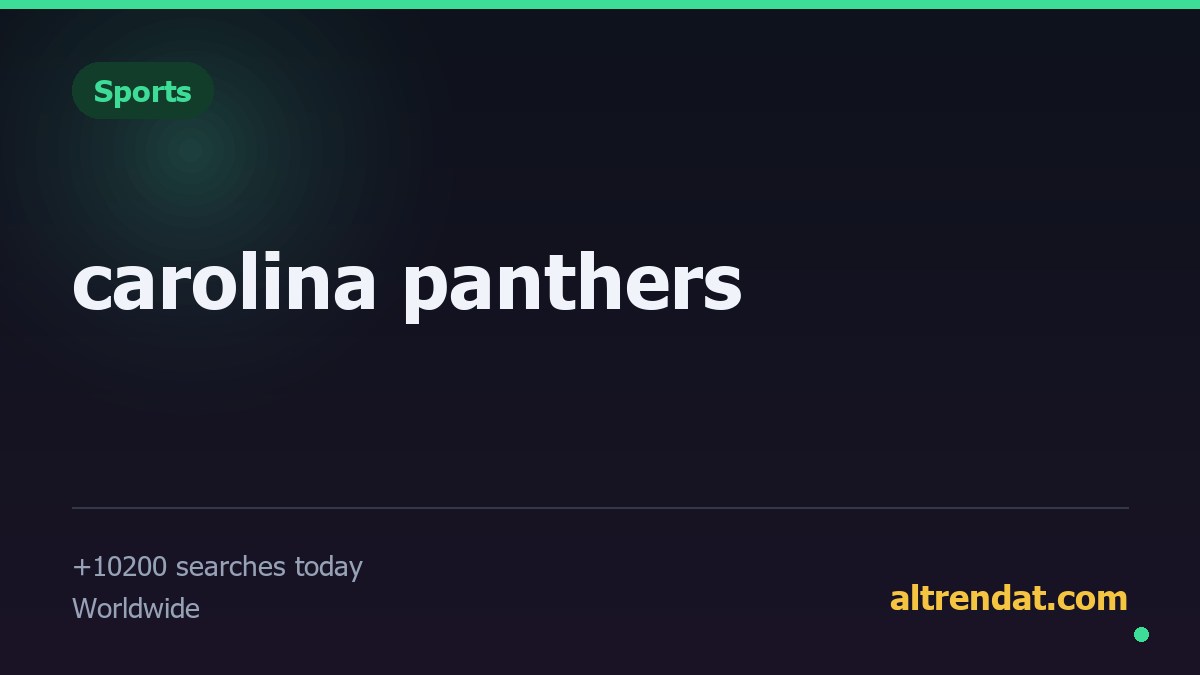 Sports
carolina panthers
+10200 searches today
Worldwide
altrendat.com